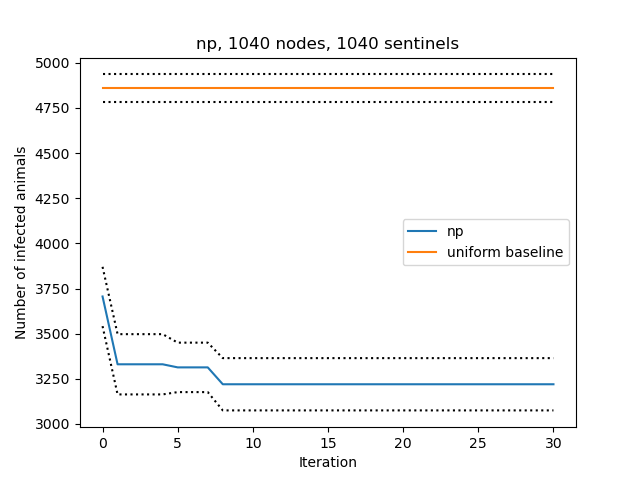 np, 1040 nodes, 1040 sentinels
5000
4750
4500
4250
4000
3750
3500
3250
3000
Number of infected animals
np
uniform baseline
0 5 10 15 20 25 30
Iteration